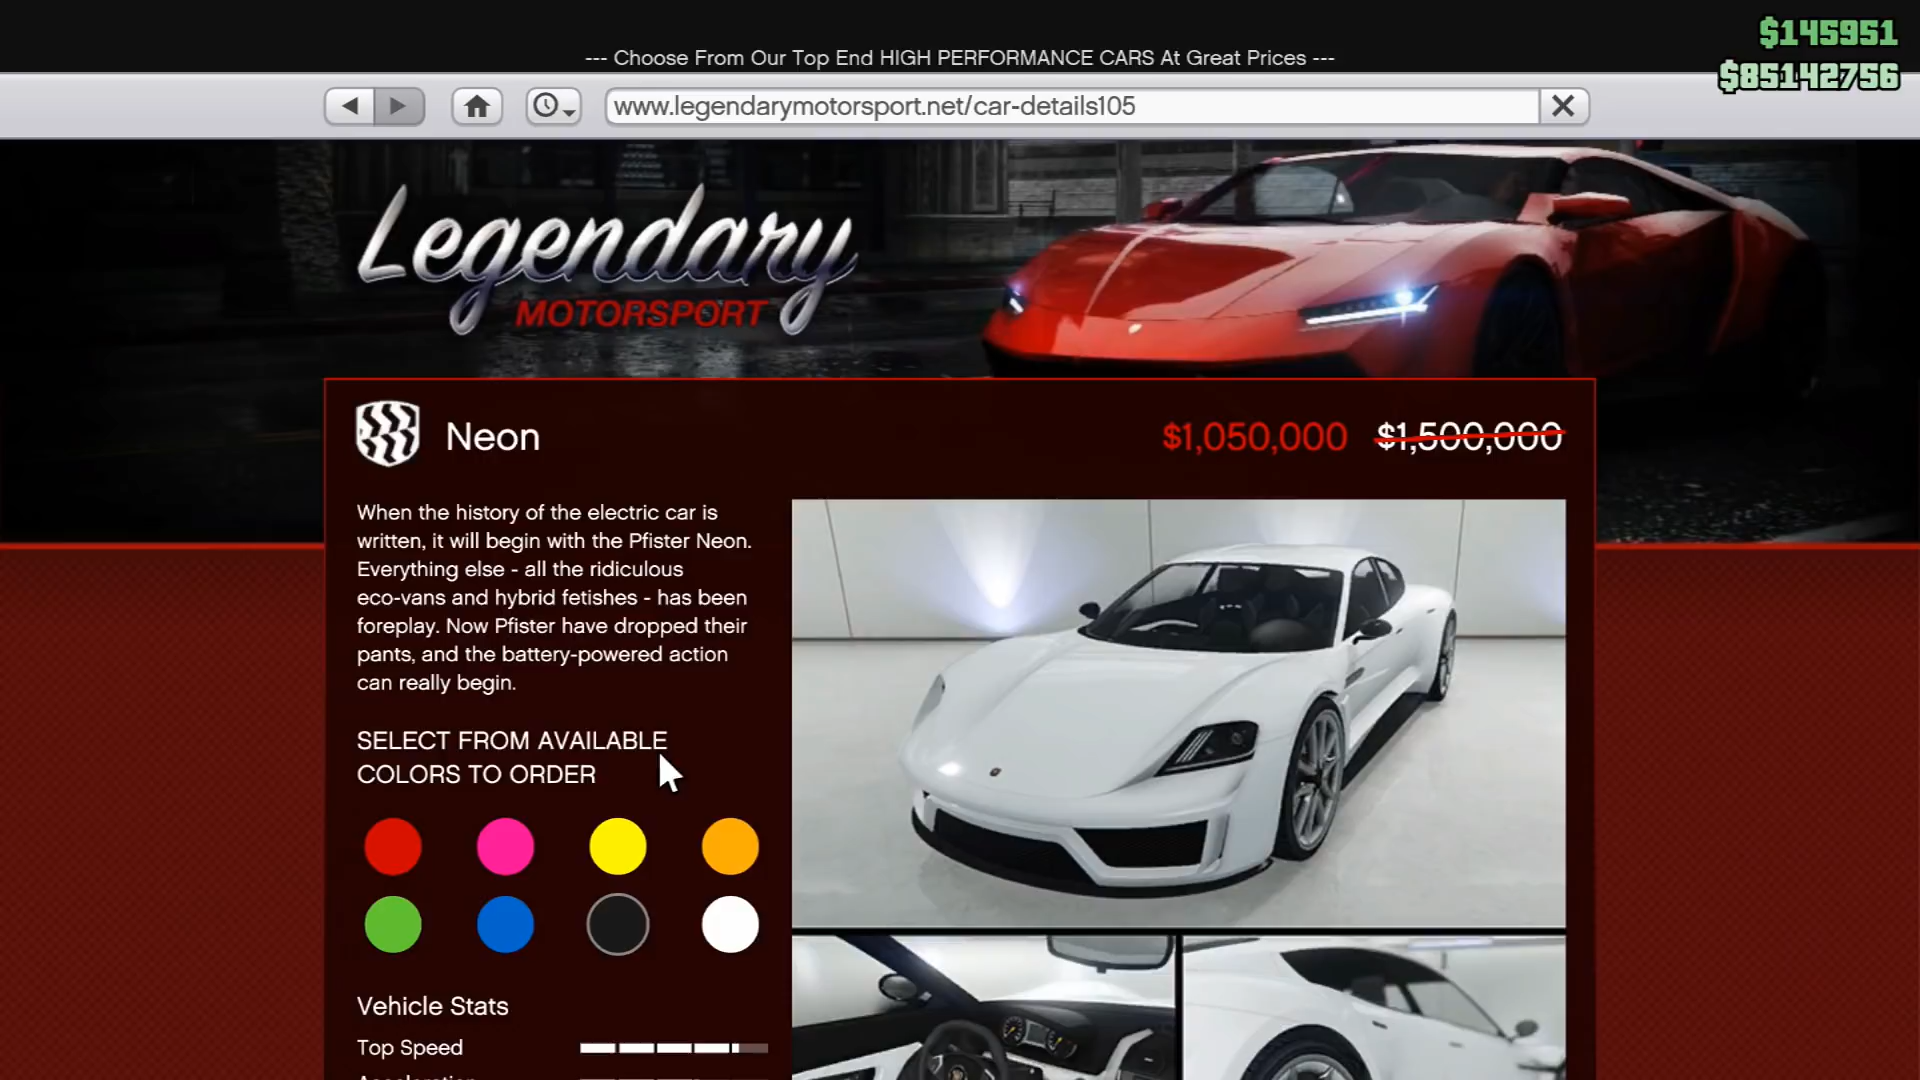 $145951
--- Choose From Our Top End HIGH PERFORMANCE CARS At Great Prices ---
$85142756
www.legendarymotorsport.net/car-details105
Legendary
MOTORSPORT
Neon
$1,050,000 $1,500,000
When the history of the electric car is
written, it will begin with the Pfister Neon.
Everything else - all the ridiculous
eco-vans and hybrid fetishes - has been
foreplay. Now Pfister have dropped their
pants, and the battery-powered action
can really begin.
SELECT FROM AVAILABLE
COLORS TO ORDER
Vehicle Stats
Top Speed